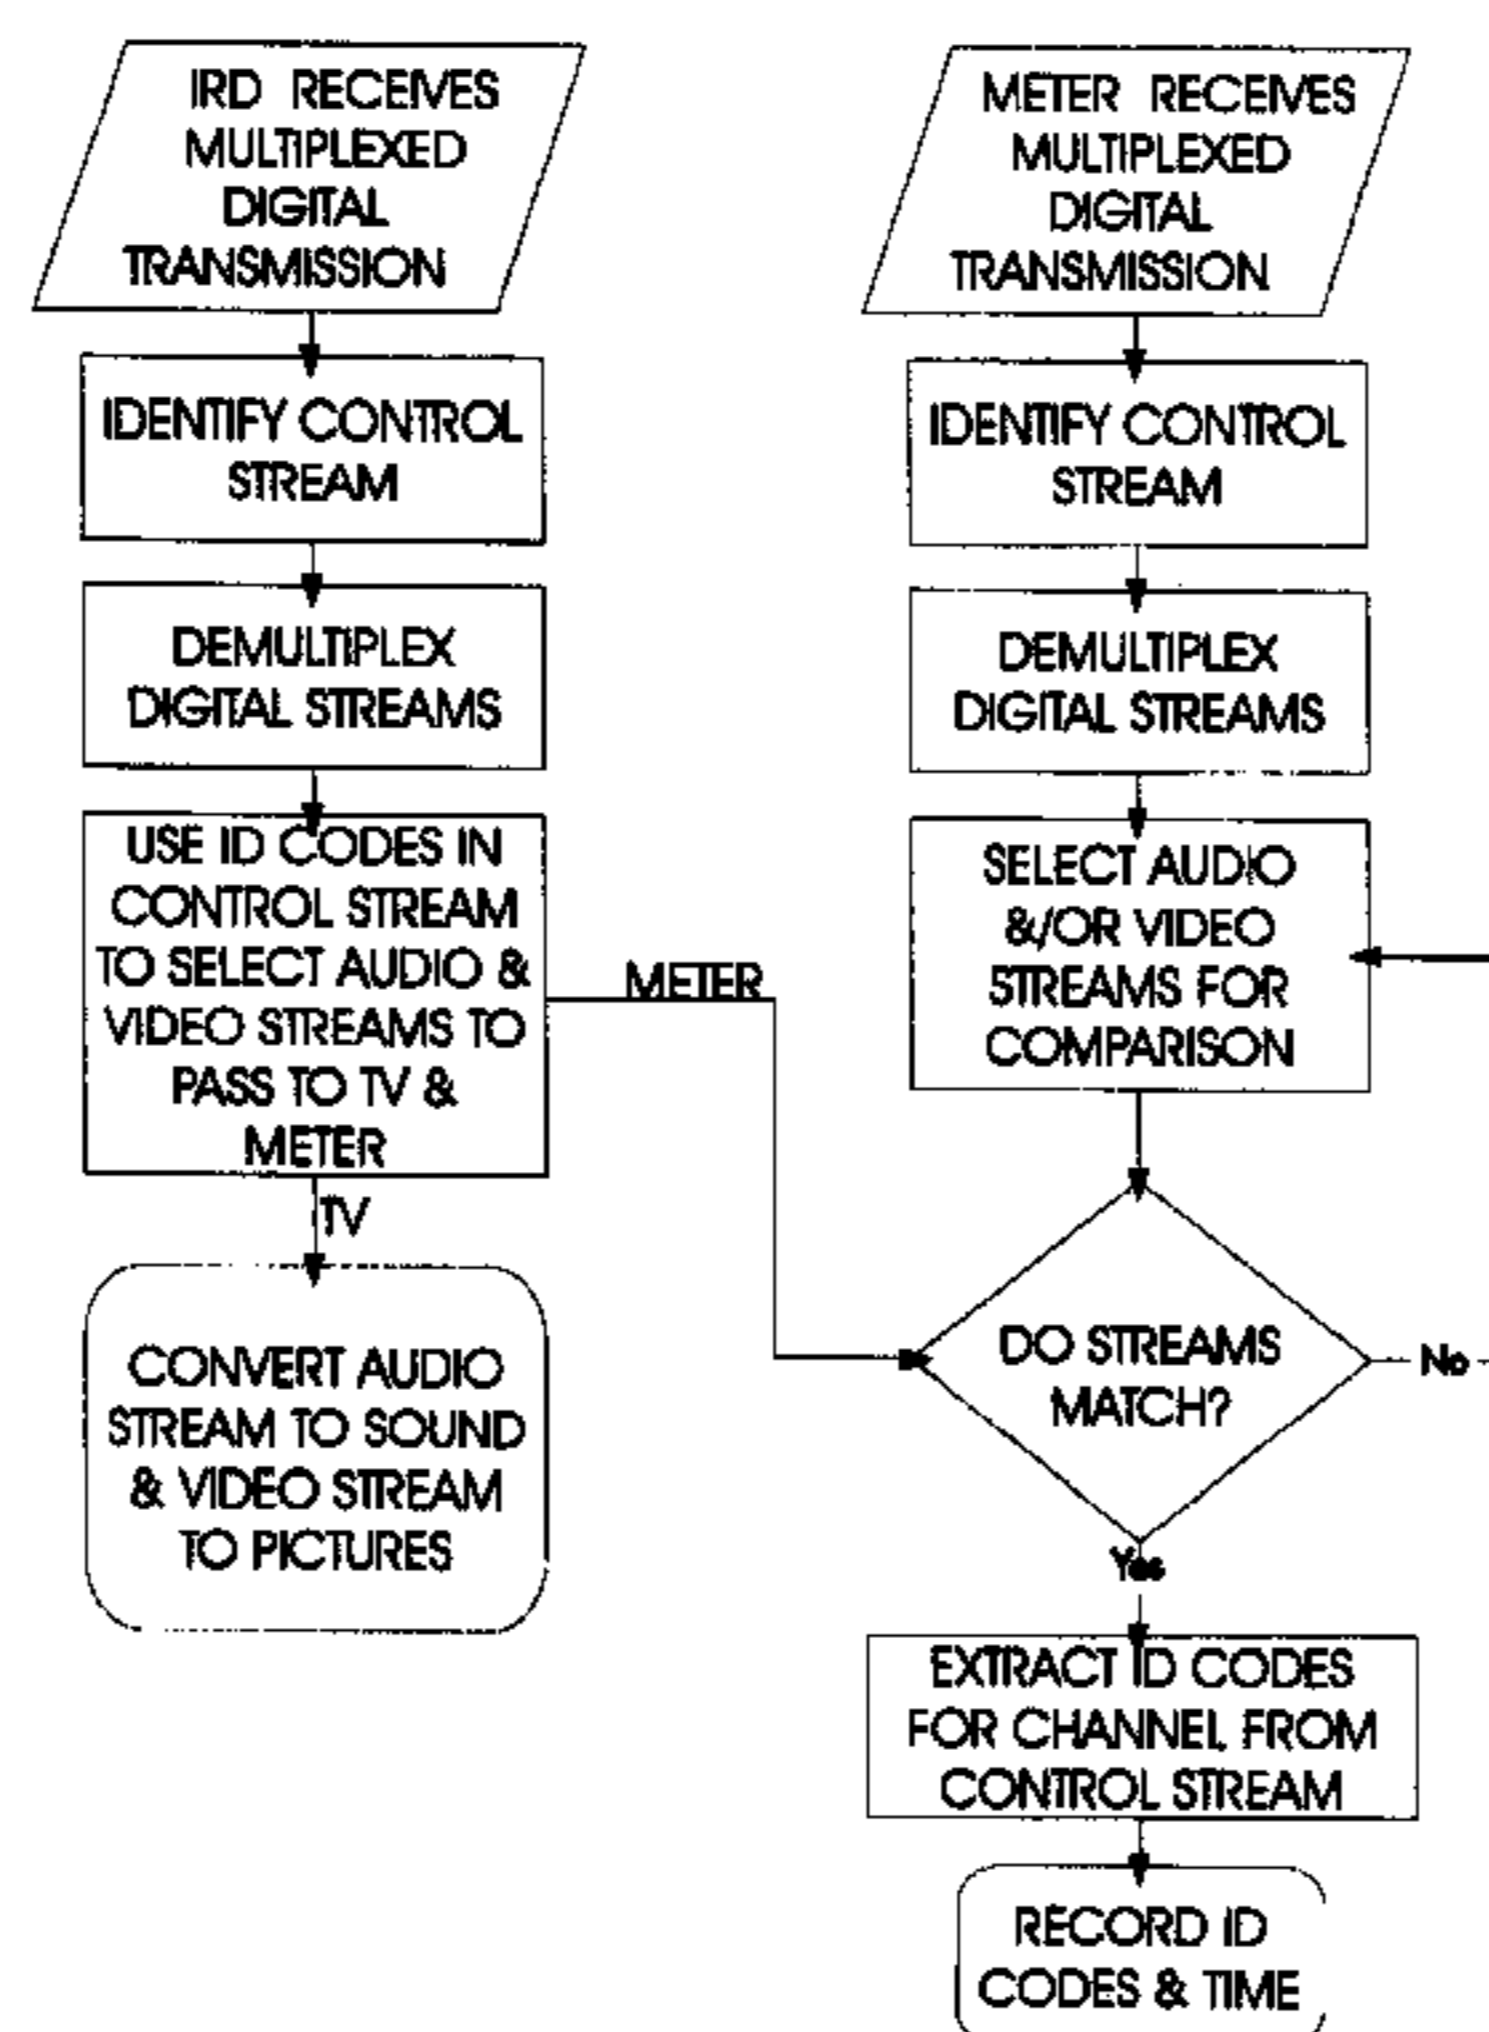 IRD RECEIVES
MULTIPLEXED
DIGITAL
TRANSMISSION
IDENTIFY CONTROL
STREAM
DEMULTIPLEX
DIGITAL STREAMS
USE ID CODES IN
CONTROL STREAM
TO SELECT AUDIO &
VIDEO STREAMS TO
PASS TO TV &
METER
TV
CONVERT AUDIO
STREAM TO SOUND
& VIDEO STREAM
TO PICTURES
METER
METER RECEIVES
MULTIPLEXED
DIGITAL
TRANSMISSION
IDENTIFY CONTROL
STREAM
DEMULTIPLEX
DIGITAL STREAMS
SELECT AUDIO
&/OR VIDEO
STREAMS FOR
COMPARISON
DO STREAMS
MATCH?
No
Yes
EXTRACT ID CODES
FOR CHANNEL FROM
CONTROL STREAM
RECORD ID
CODES & TIME